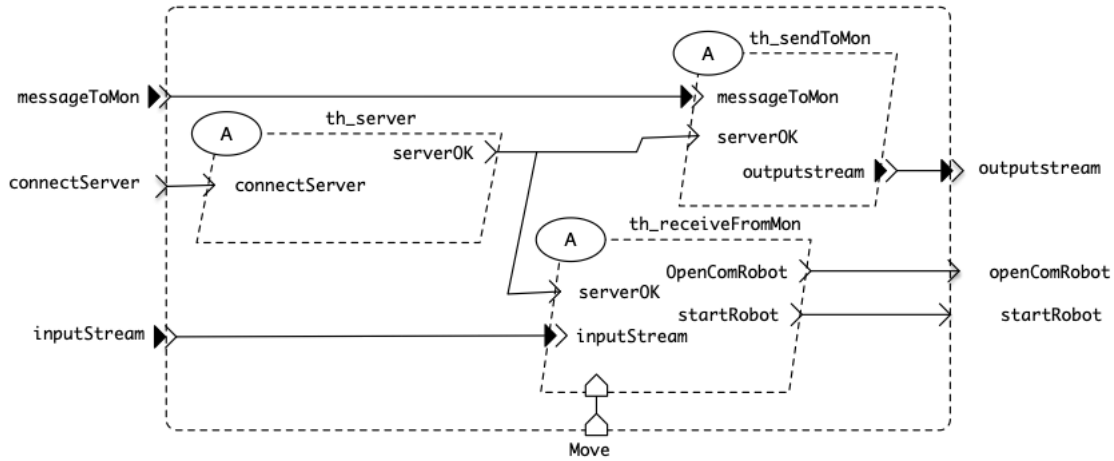 A
th_sendToMon
messageToMon
messageToMon
A
th_server
serverOK
serverOK
connectServer
connectServer
outputstream
outputstream
A
th_receiveFromMon
OpenComRobot
openComRobot
serverOK
startRobot
startRobot
inputStream
inputStream
Move